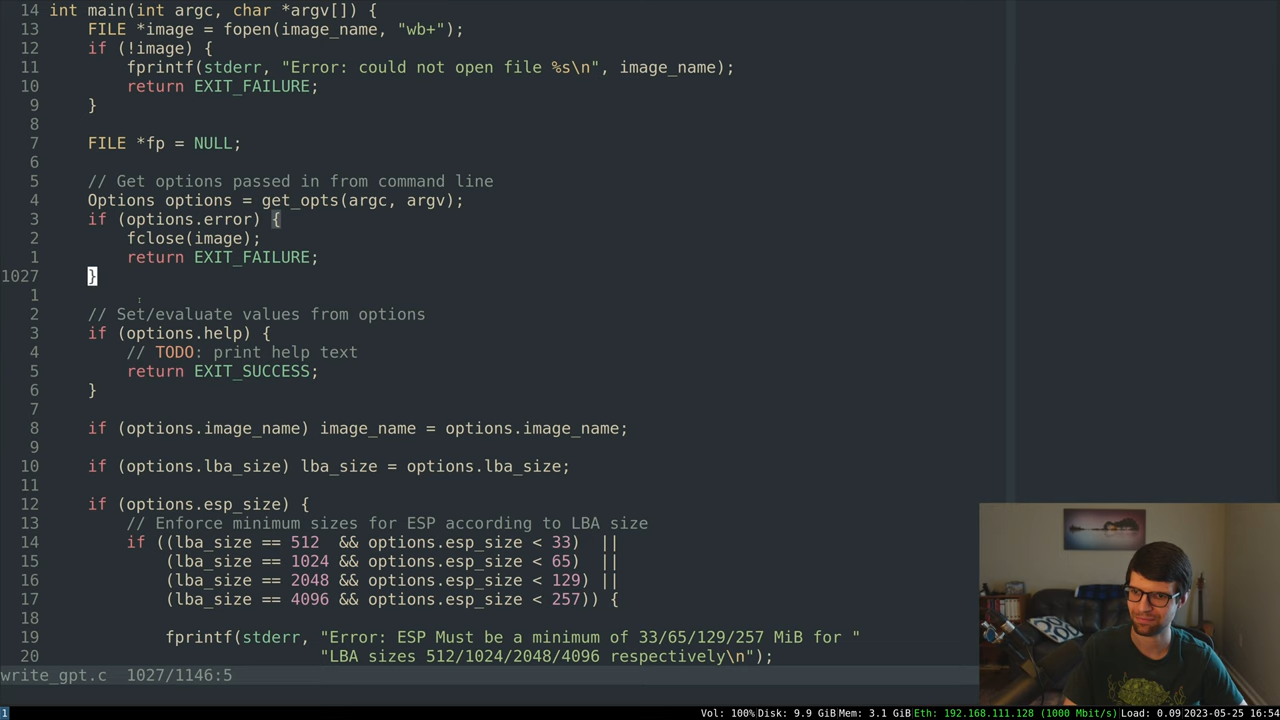 14 int main(int argc, char *argv[]) {
13     FILE *image = fopen(image_name, "wb+");
12     if (!image) {
11         fprintf(stderr, "Error: could not open file %s\n", image_name);
10         return EXIT_FAILURE;
9     }
8
7     FILE *fp = NULL;
6
5     // Get options passed in from command line
4     Options options = get_opts(argc, argv);
3     if (options.error) {
2         fclose(image);
1         return EXIT_FAILURE;
1027     }
1
2     // Set/evaluate values from options
3     if (options.help) {
4         // TODO: print help text
5         return EXIT_SUCCESS;
6     }
7
8     if (options.image_name) image_name = options.image_name;
9
10     if (options.lba_size) lba_size = options.lba_size;
11
12     if (options.esp_size) {
13         // Enforce minimum sizes for ESP according to LBA size
14         if ((lba_size == 512  && options.esp_size < 33)  ||
15             (lba_size == 1024 && options.esp_size < 65)  ||
16             (lba_size == 2048 && options.esp_size < 129) ||
17             (lba_size == 4096 && options.esp_size < 257)) {
18
19             fprintf(stderr, "Error: ESP Must be a minimum of 33/65/129/257 MiB for "
20                             "LBA sizes 512/1024/2048/4096 respectively\n");
write_gpt.c  1027/1146:5
1 Vol: 100% Disk: 9.9 GiB Mem: 3.1 GiB Eth: 192.168.111.128 (1000 Mbit/s) Load: 0.09 2023-05-25 16:54